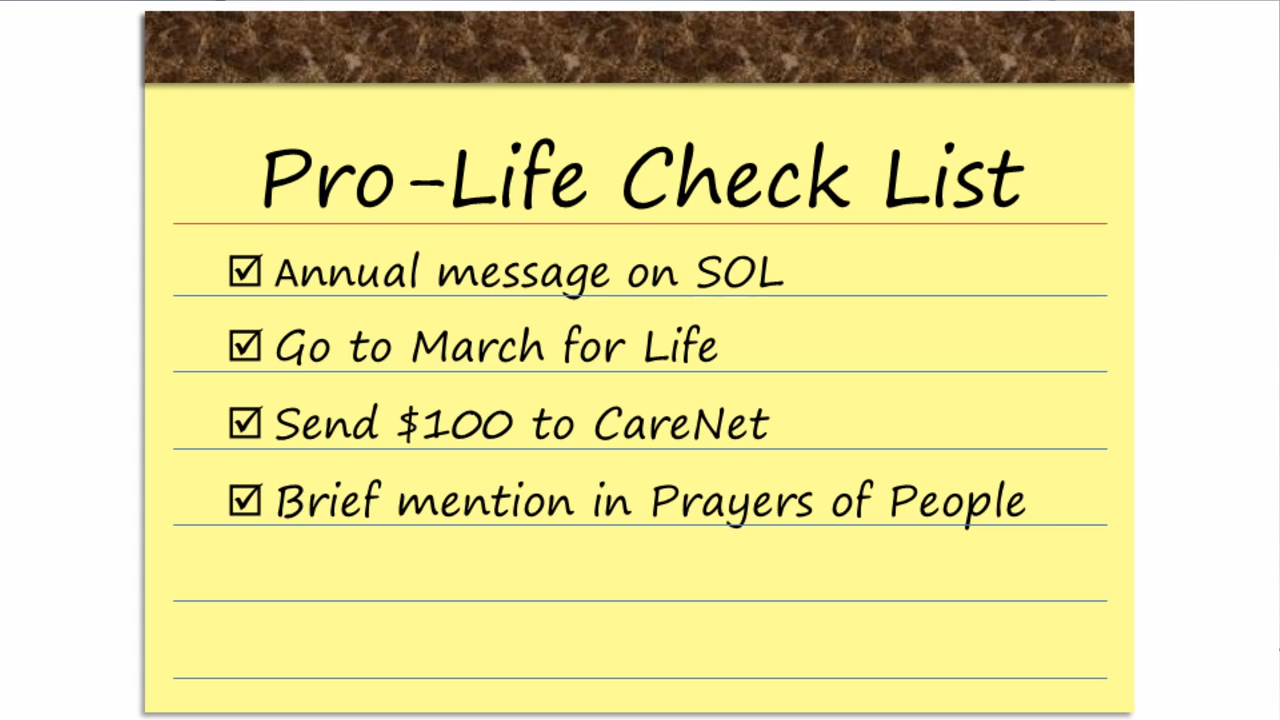 Pro-Life Check List
☑ Annual message on SOL
☑ Go to March for Life
☑ Send $100 to CareNet
☑ Brief mention in Prayers of People